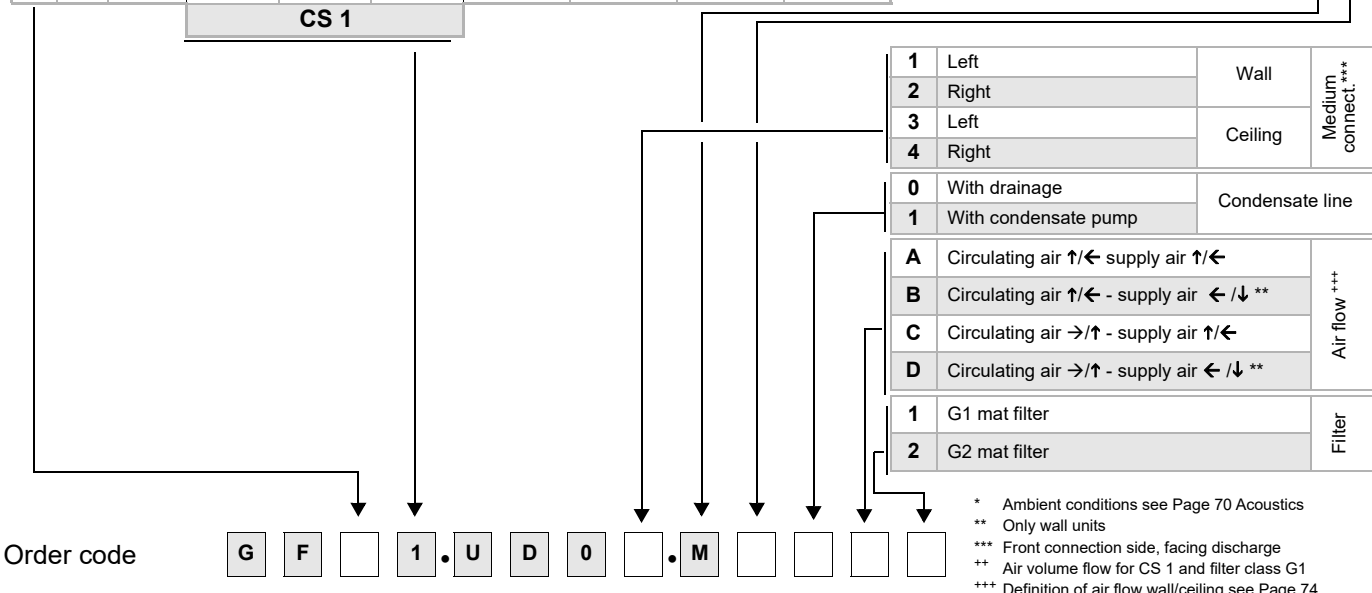 CS 1
1 Left Wall
2 Right
3 Left Ceiling
4 Right
Medium connect.***
0 With drainage Condensate line
1 With condensate pump
A Circulating air ↑/← supply air ↑/←
B Circulating air ↑/← - supply air ← /↓ **
C Circulating air →/↑ - supply air ↑/←
D Circulating air →/↑ - supply air ← /↓ **
Air flow +++
1 G1 mat filter
2 G2 mat filter
Filter
* Ambient conditions see Page 70 Acoustics
** Only wall units
*** Front connection side, facing discharge
++ Air volume flow for CS 1 and filter class G1
+++ Definition of air flow wall/ceiling see Page 74
Order code G F 1 . U D 0 . M